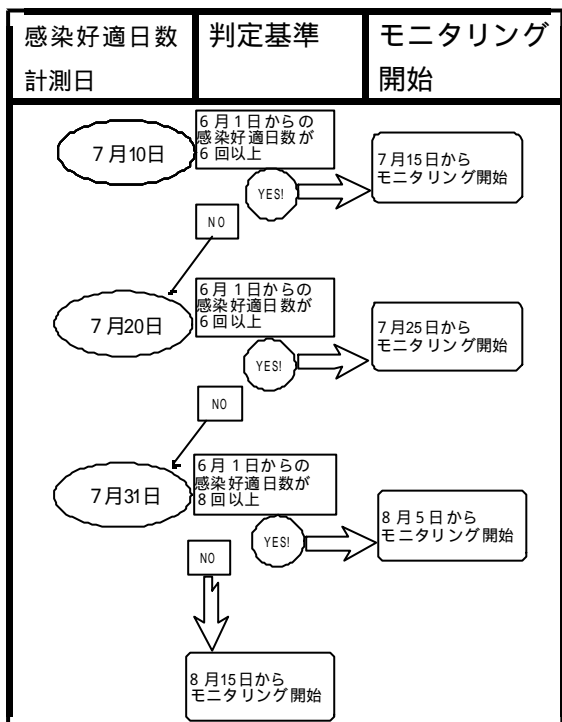 感染好適日数
計測日
判定基準
モニタリング
開始
7月10日
6月1日からの
感染好適日数が
6回以上
YES!
7月15日から
モニタリング開始
NO
7月20日
6月1日からの
感染好適日数が
6回以上
YES!
7月25日から
モニタリング開始
NO
7月31日
6月1日からの
感染好適日数が
8回以上
YES!
8月5日から
モニタリング開始
NO
8月15日から
モニタリング開始